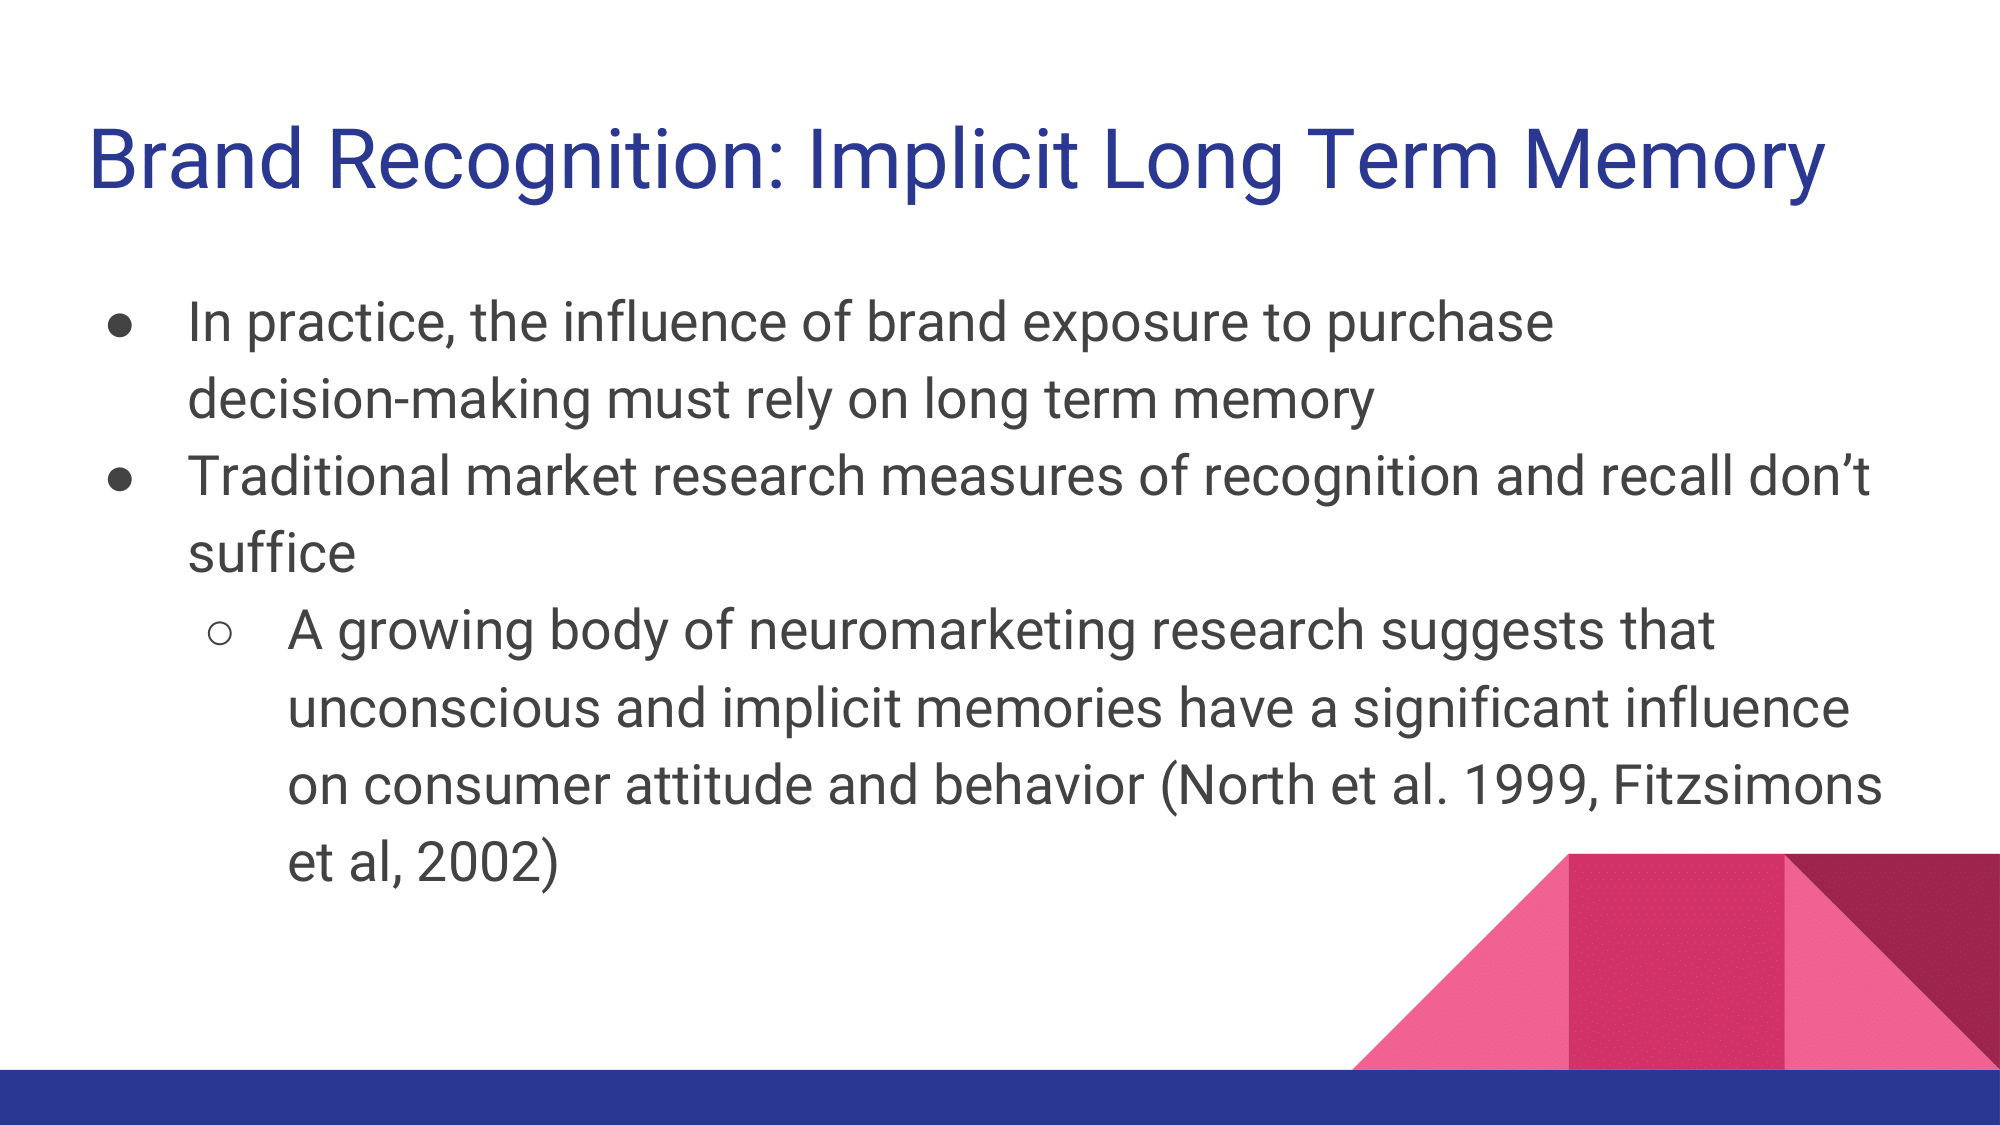 Brand Recognition: Implicit Long Term Memory
● In practice, the influence of brand exposure to purchase
decision-making must rely on long term memory
● Traditional market research measures of recognition and recall don’t
suffice
○ A growing body of neuromarketing research suggests that
unconscious and implicit memories have a significant influence
on consumer attitude and behavior (North et al. 1999, Fitzsimons
et al, 2002)